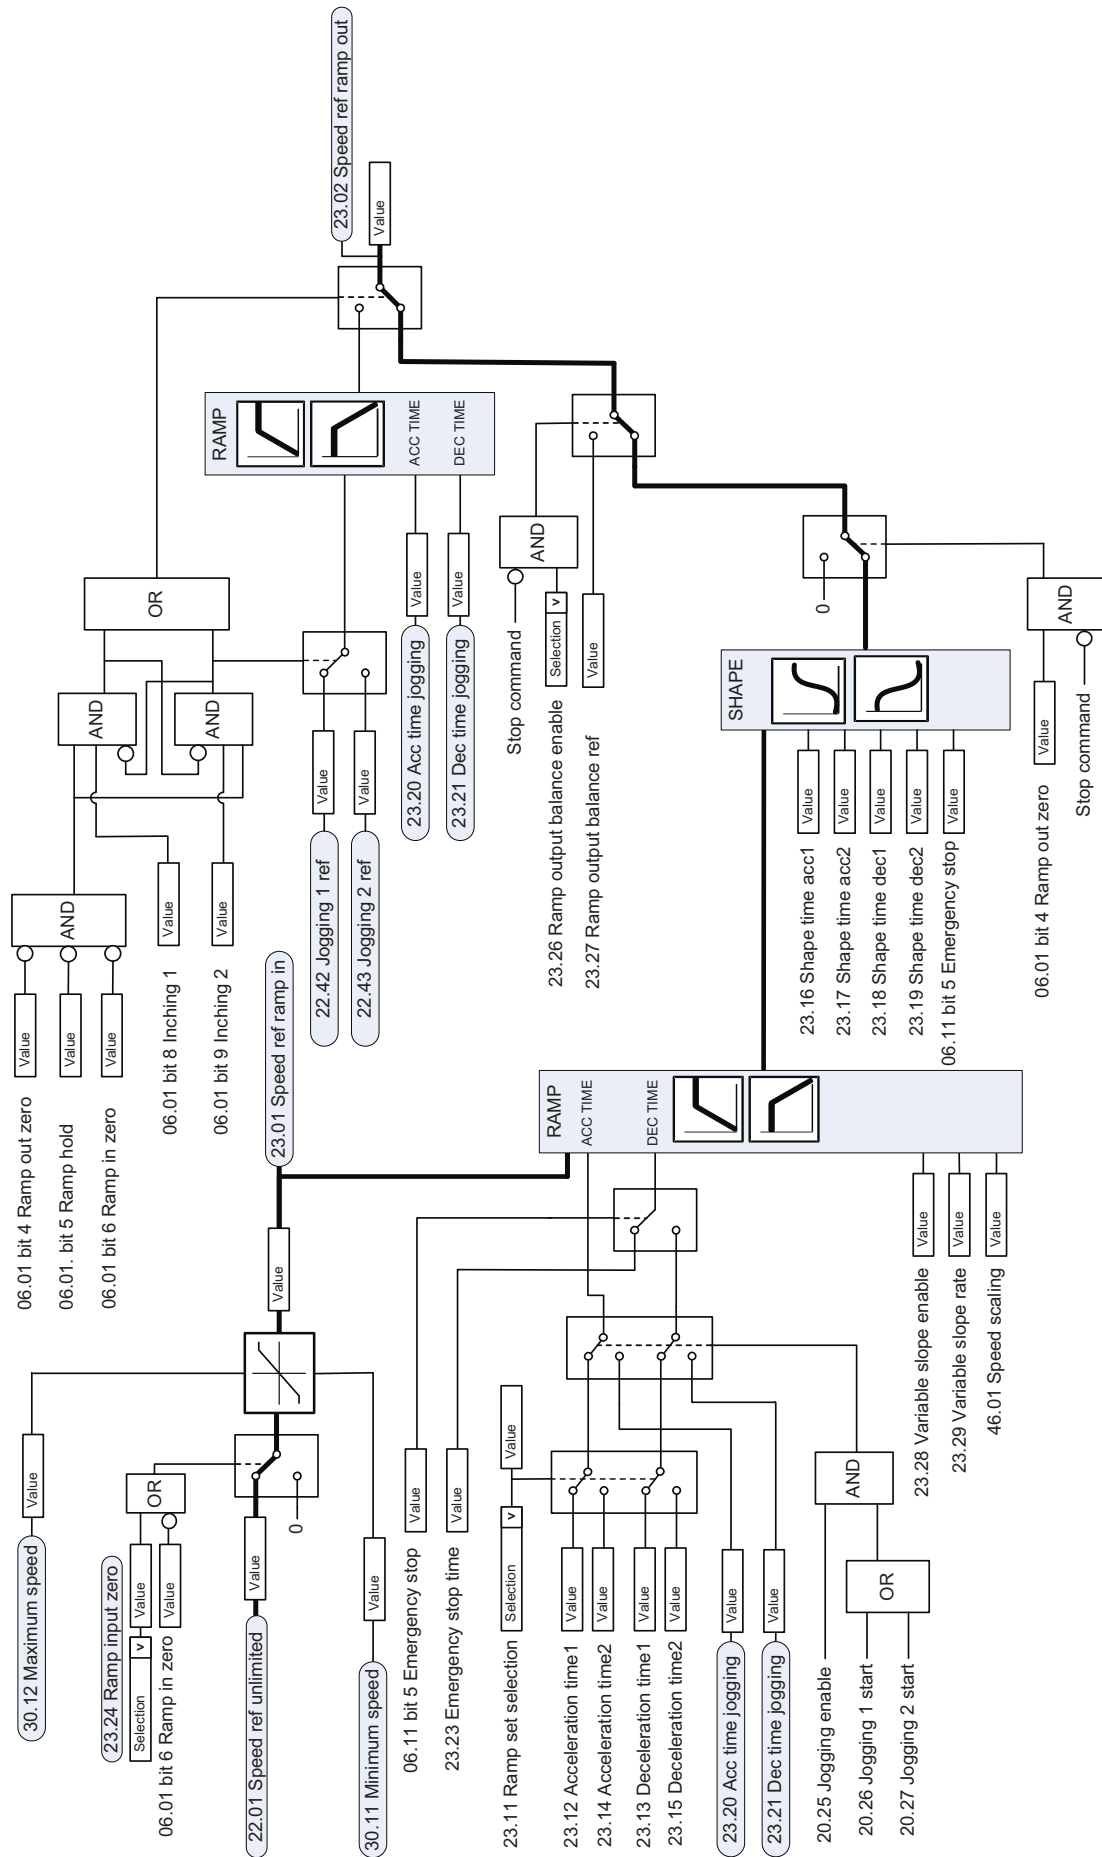 30.12 Maximum speed
Value
23.24 Ramp input zero
Selection
v
Value
06.01 bit 6 Ramp in zero
Value
OR
22.01 Speed ref unlimited
Value
0
30.11 Minimum speed
Value
Value
23.01 Speed ref ramp in
06.01 bit 4 Ramp out zero
Value
06.01. bit 5 Ramp hold
Value
06.01 bit 6 Ramp in zero
Value
AND
06.01 bit 8 Inching 1
Value
06.01 bit 9 Inching 2
Value
AND
AND
OR
22.42 Jogging 1 ref
Value
22.43 Jogging 2 ref
Value
23.20 Acc time jogging
Value
23.21 Dec time jogging
Value
RAMP
ACC TIME
DEC TIME
23.02 Speed ref ramp out
Value
06.11 bit 5 Emergency stop
Value
23.23 Emergency stop time
Value
23.11 Ramp set selection
Selection
v
Value
23.12 Acceleration time1
Value
23.14 Acceleration time2
Value
23.13 Deceleration time1
Value
23.15 Deceleration time2
Value
23.20 Acc time jogging
Value
23.21 Dec time jogging
Value
20.25 Jogging enable
20.26 Jogging 1 start
20.27 Jogging 2 start
OR
AND
23.28 Variable slope enable
Value
23.29 Variable slope rate
Value
46.01 Speed scaling
Value
RAMP
ACC TIME
DEC TIME
Stop command
23.26 Ramp output balance enable
Selection
v
AND
23.27 Ramp output balance ref
Value
SHAPE
23.16 Shape time acc1
Value
23.17 Shape time acc2
Value
23.18 Shape time dec1
Value
23.19 Shape time dec2
Value
06.11 bit 5 Emergency stop
Value
0
06.01 bit 4 Ramp out zero
Value
Stop command
AND